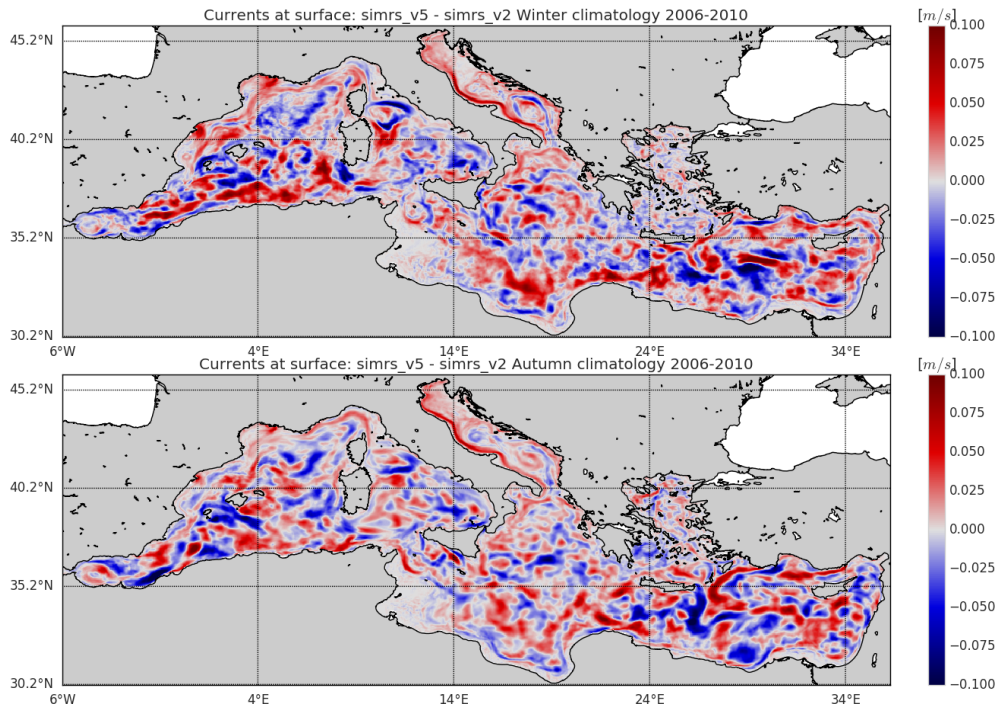 Currents at surface: simrs_v5 - simrs_v2 Winter climatology 2006-2010
[m/s]
45.2°N
40.2°N
35.2°N
30.2°N
6°W 4°E 14°E 24°E 34°E
0.100
0.075
0.050
0.025
0.000
−0.025
−0.050
−0.075
−0.100
Currents at surface: simrs_v5 - simrs_v2 Autumn climatology 2006-2010
[m/s]
45.2°N
40.2°N
35.2°N
30.2°N
6°W 4°E 14°E 24°E 34°E
0.100
0.075
0.050
0.025
0.000
−0.025
−0.050
−0.075
−0.100